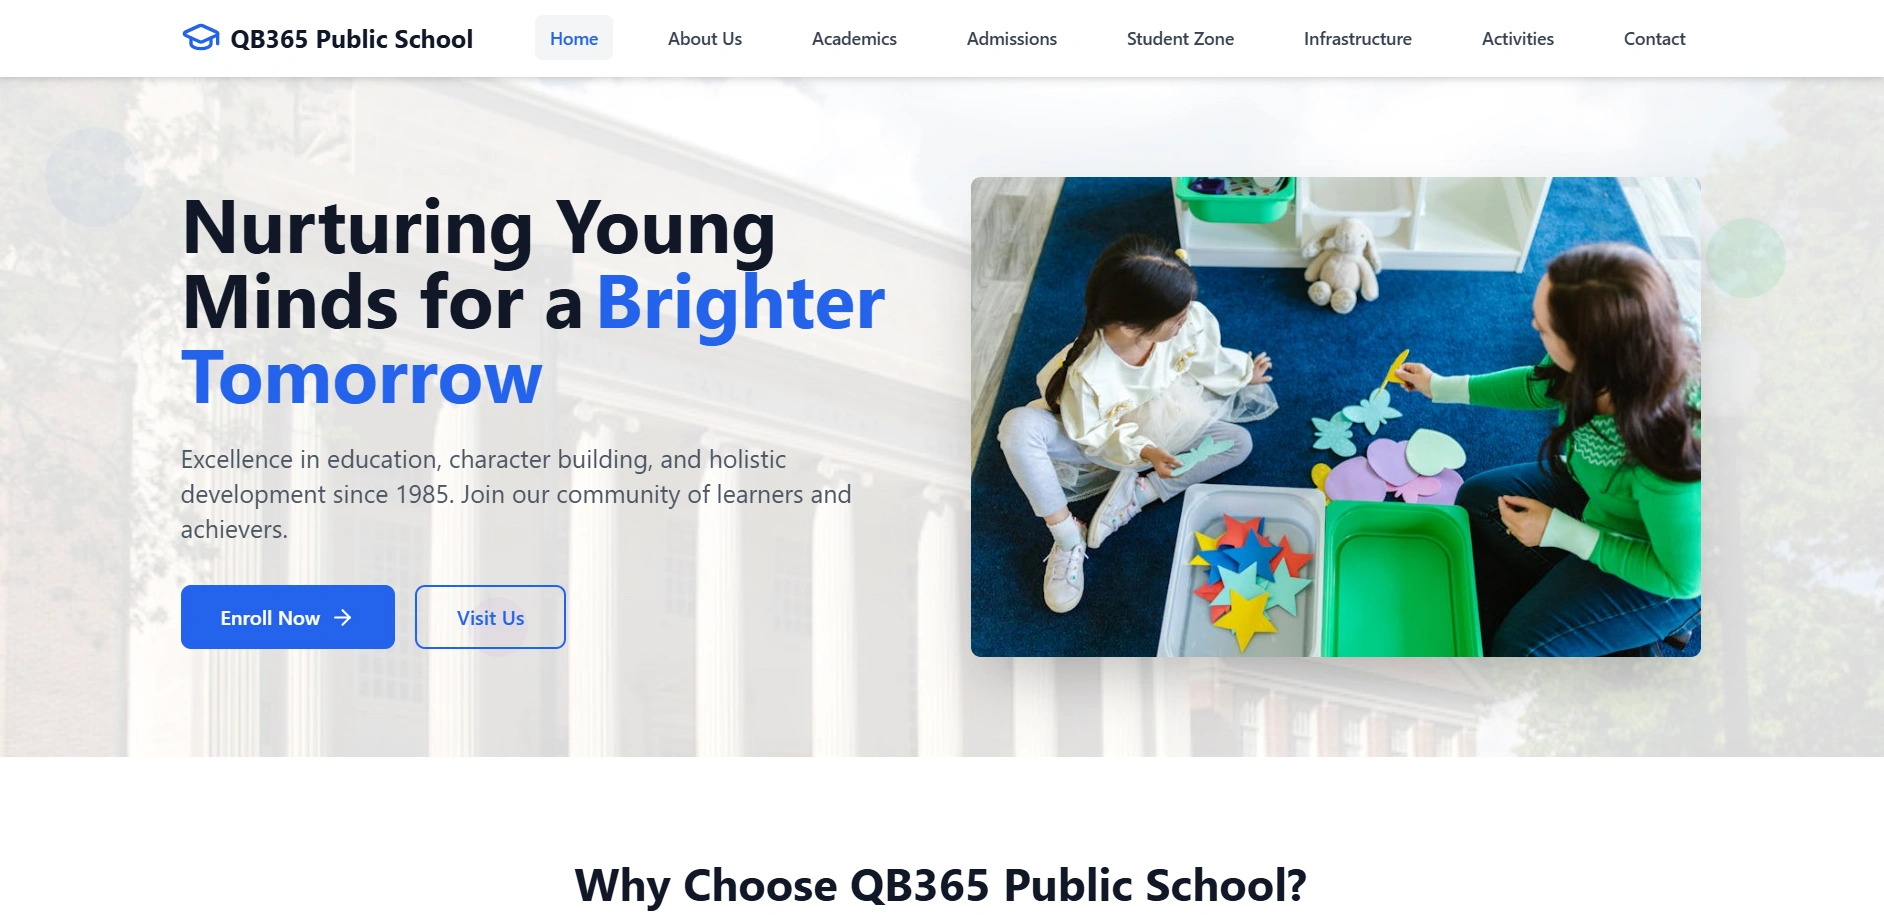 QB365 Public School
Home
About Us
Academics
Admissions
Student Zone
Infrastructure
Activities
Contact
Nurturing Young
Minds for a Brighter
Tomorrow
Excellence in education, character building, and holistic
development since 1985. Join our community of learners and
achievers.
Enroll Now
Visit Us
Why Choose QB365 Public School?